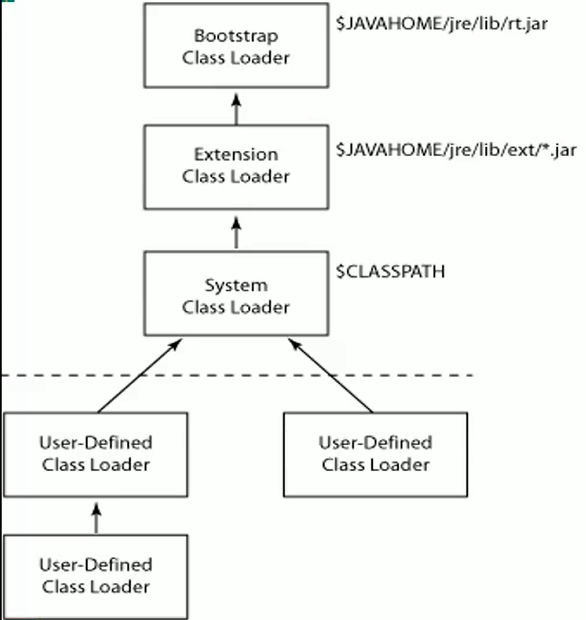 Bootstrap
Class Loader
$JAVAHOME/jre/lib/rt.jar
Extension
Class Loader
$JAVAHOME/jre/lib/ext/*.jar
System
Class Loader
$CLASSPATH
User-Defined
Class Loader
User-Defined
Class Loader
User-Defined
Class Loader